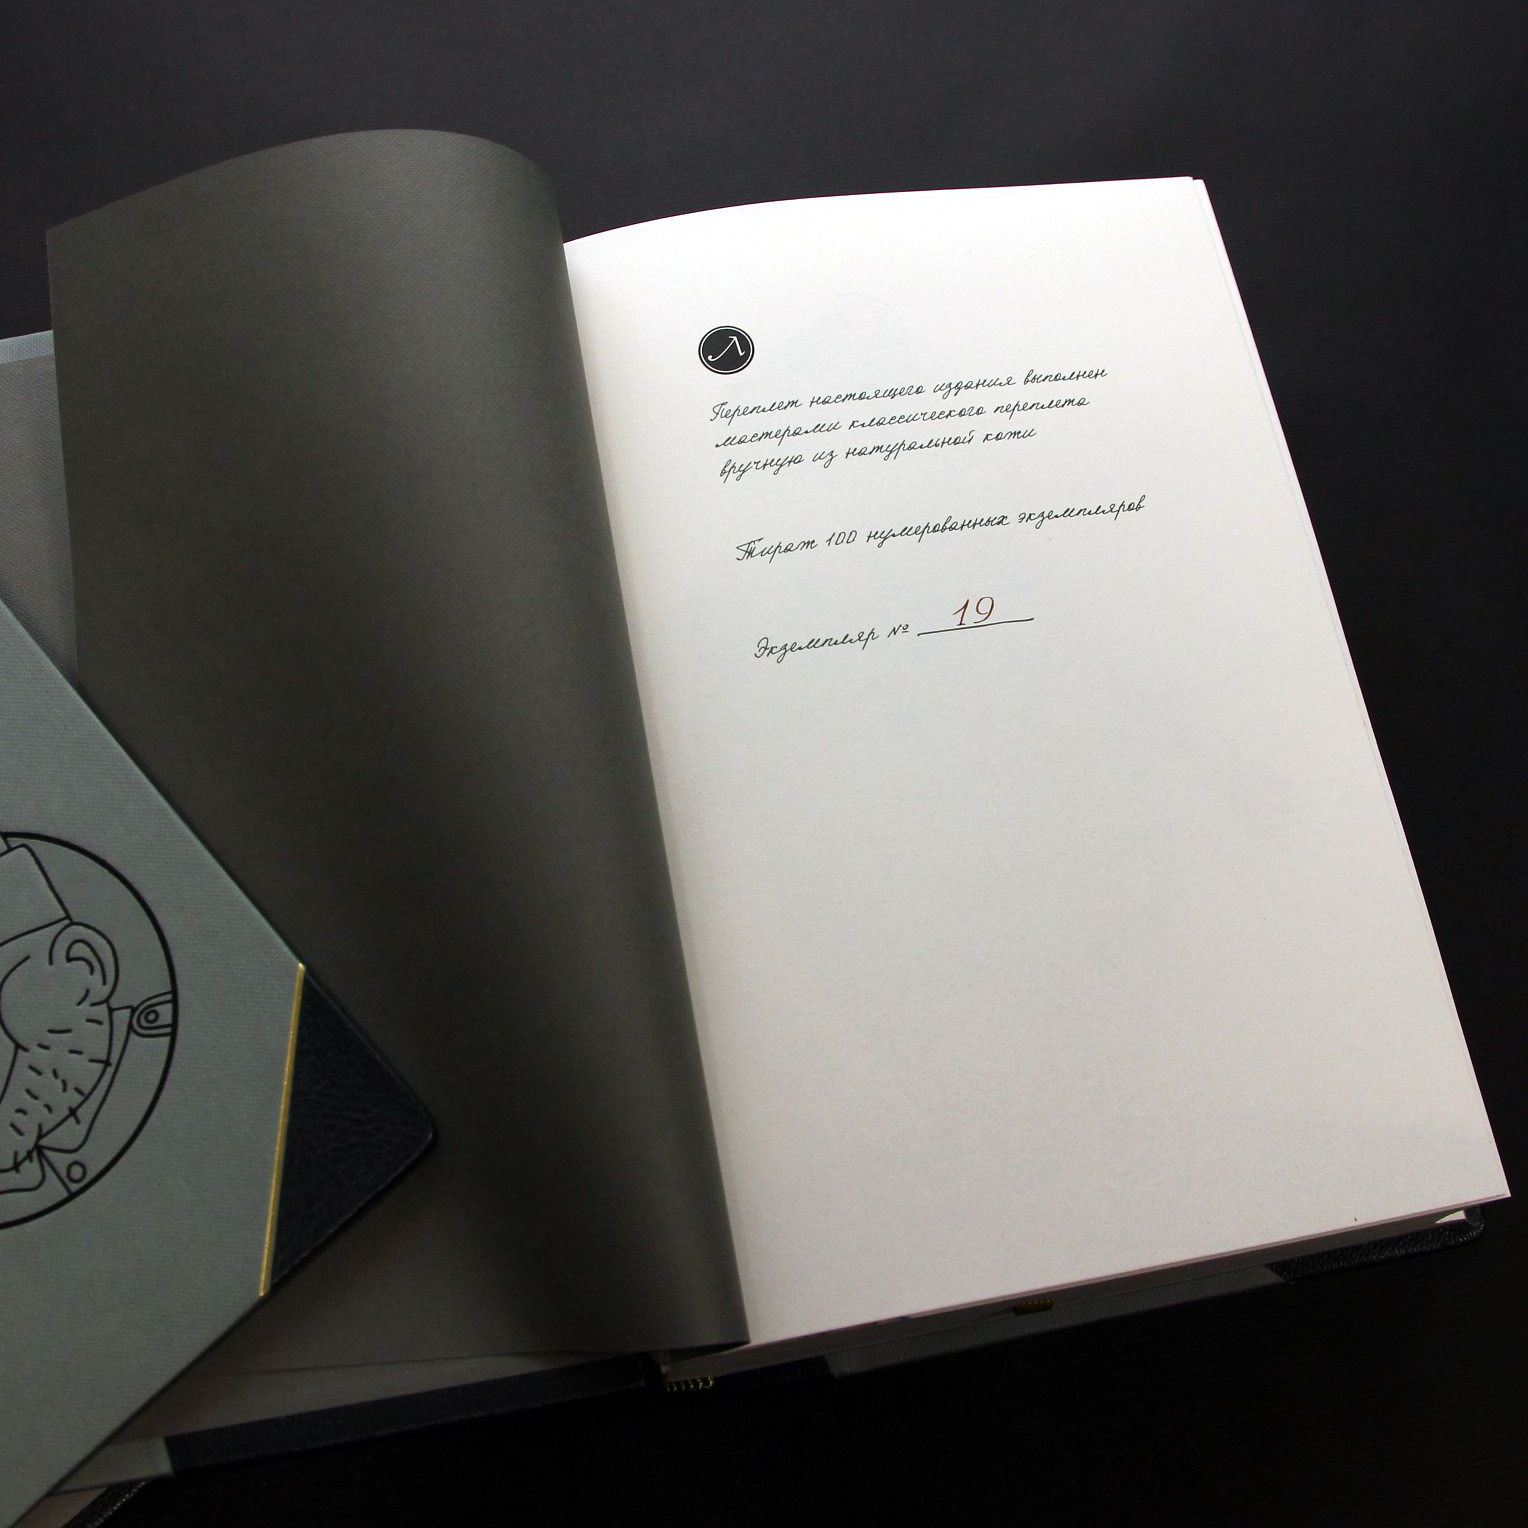 Л
Переплет настоящего издания выполнен
мастерами классического переплета
вручную из натуральной кожи
Тираж 100 нумерованных экземпляров
Экземпляр № 19